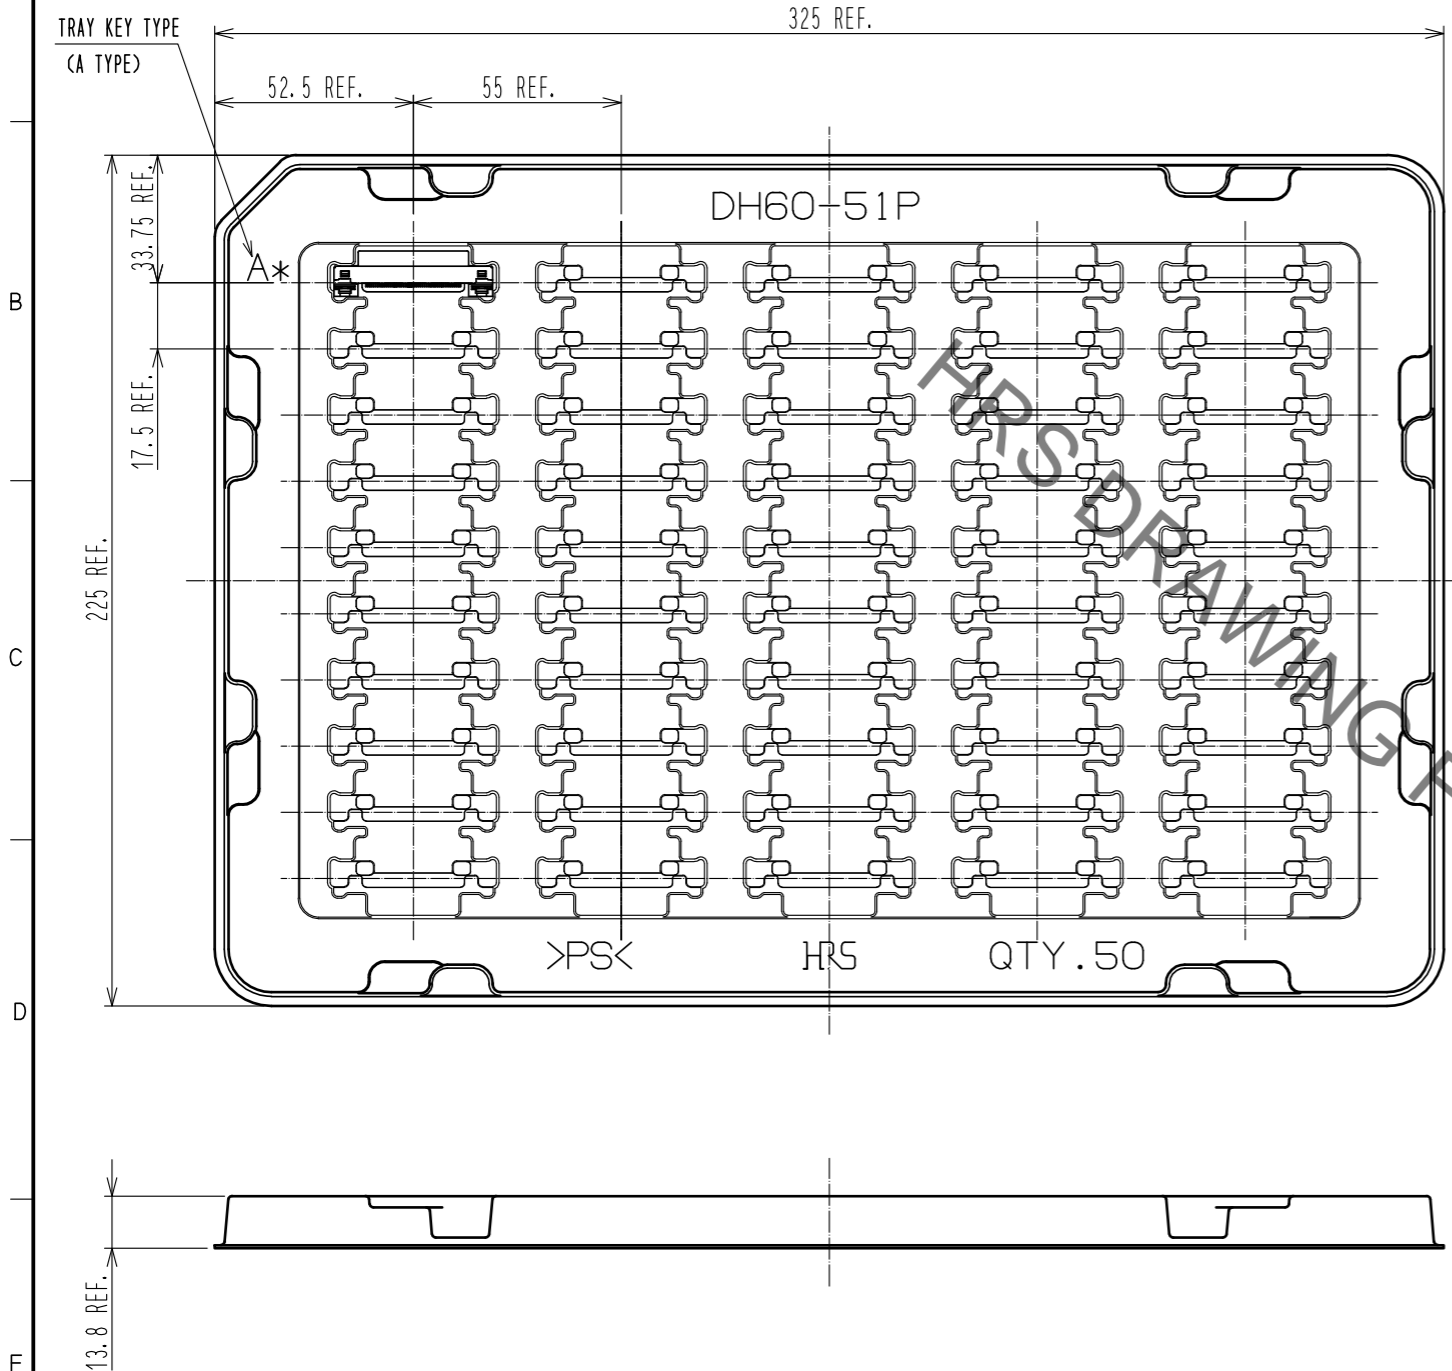 TRAY KEY TYPE
(A TYPE)
325 REF.
52.5 REF.
55 REF.
33.75 REF.
17.5 REF.
225 REF.
DH60-51P
A*
B
C
D
HRS DRAWING F
>PS<
HRS
QTY.50
13.8 REF.